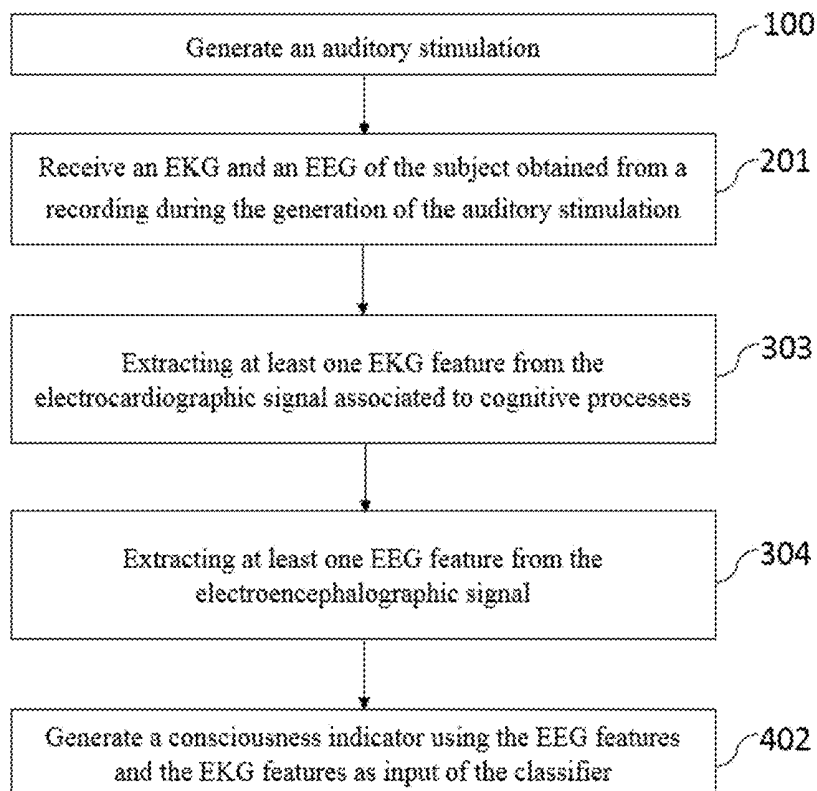 Generate an auditory stimulation
100
Receive an EKG and an EEG of the subject obtained from a
recording during the generation of the auditory stimulation
201
Extracting at least one EKG feature from the
electrocardiographic signal associated to cognitive processes
303
Extracting at least one EEG feature from the
electroencephalographic signal
304
Generate a consciousness indicator using the EEG features
and the EKG features as input of the classifier
402